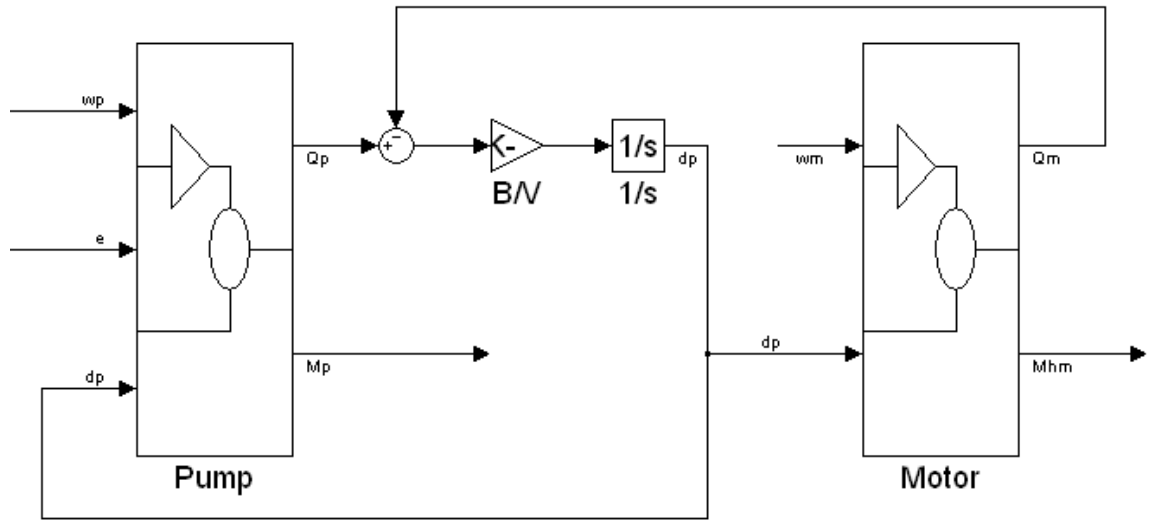 wp
e
dp
Pump
Qp
Mp
+
-
K-
B/V
1/s
1/s
dp
dp
wm
Motor
Qm
Mhm